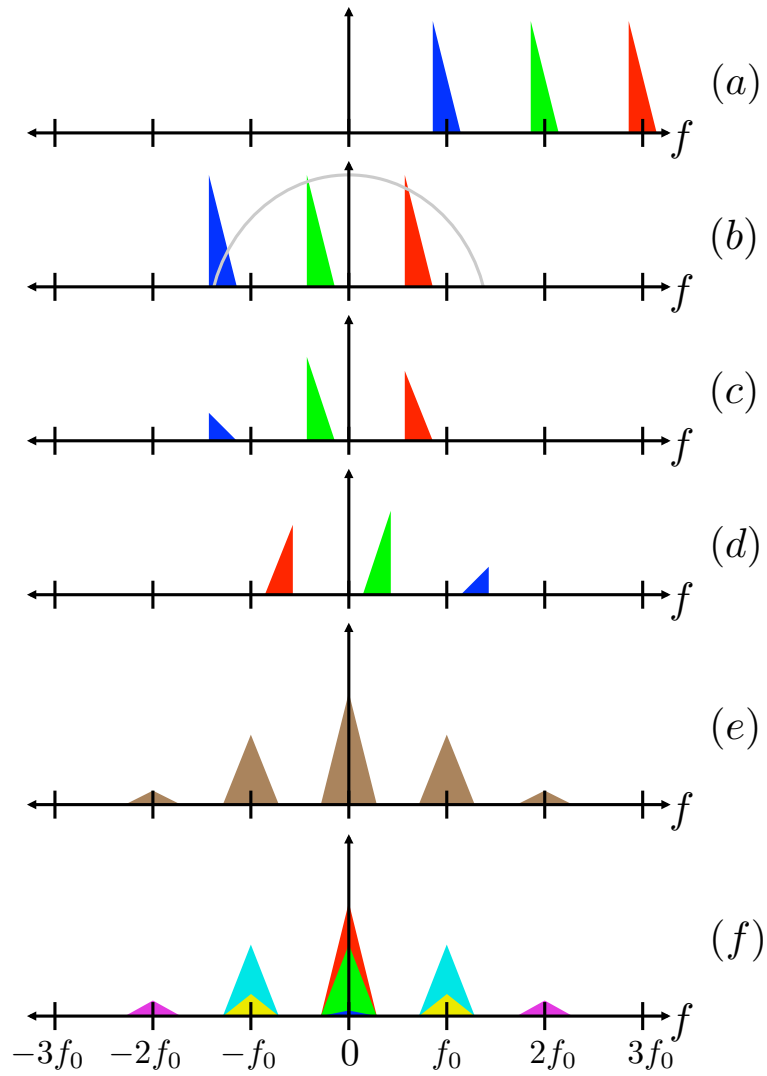 (a)
f
(b)
f
(c)
f
(d)
f
(e)
f
(f)
f
−3f₀ −2f₀ −f₀ 0 f₀ 2f₀ 3f₀